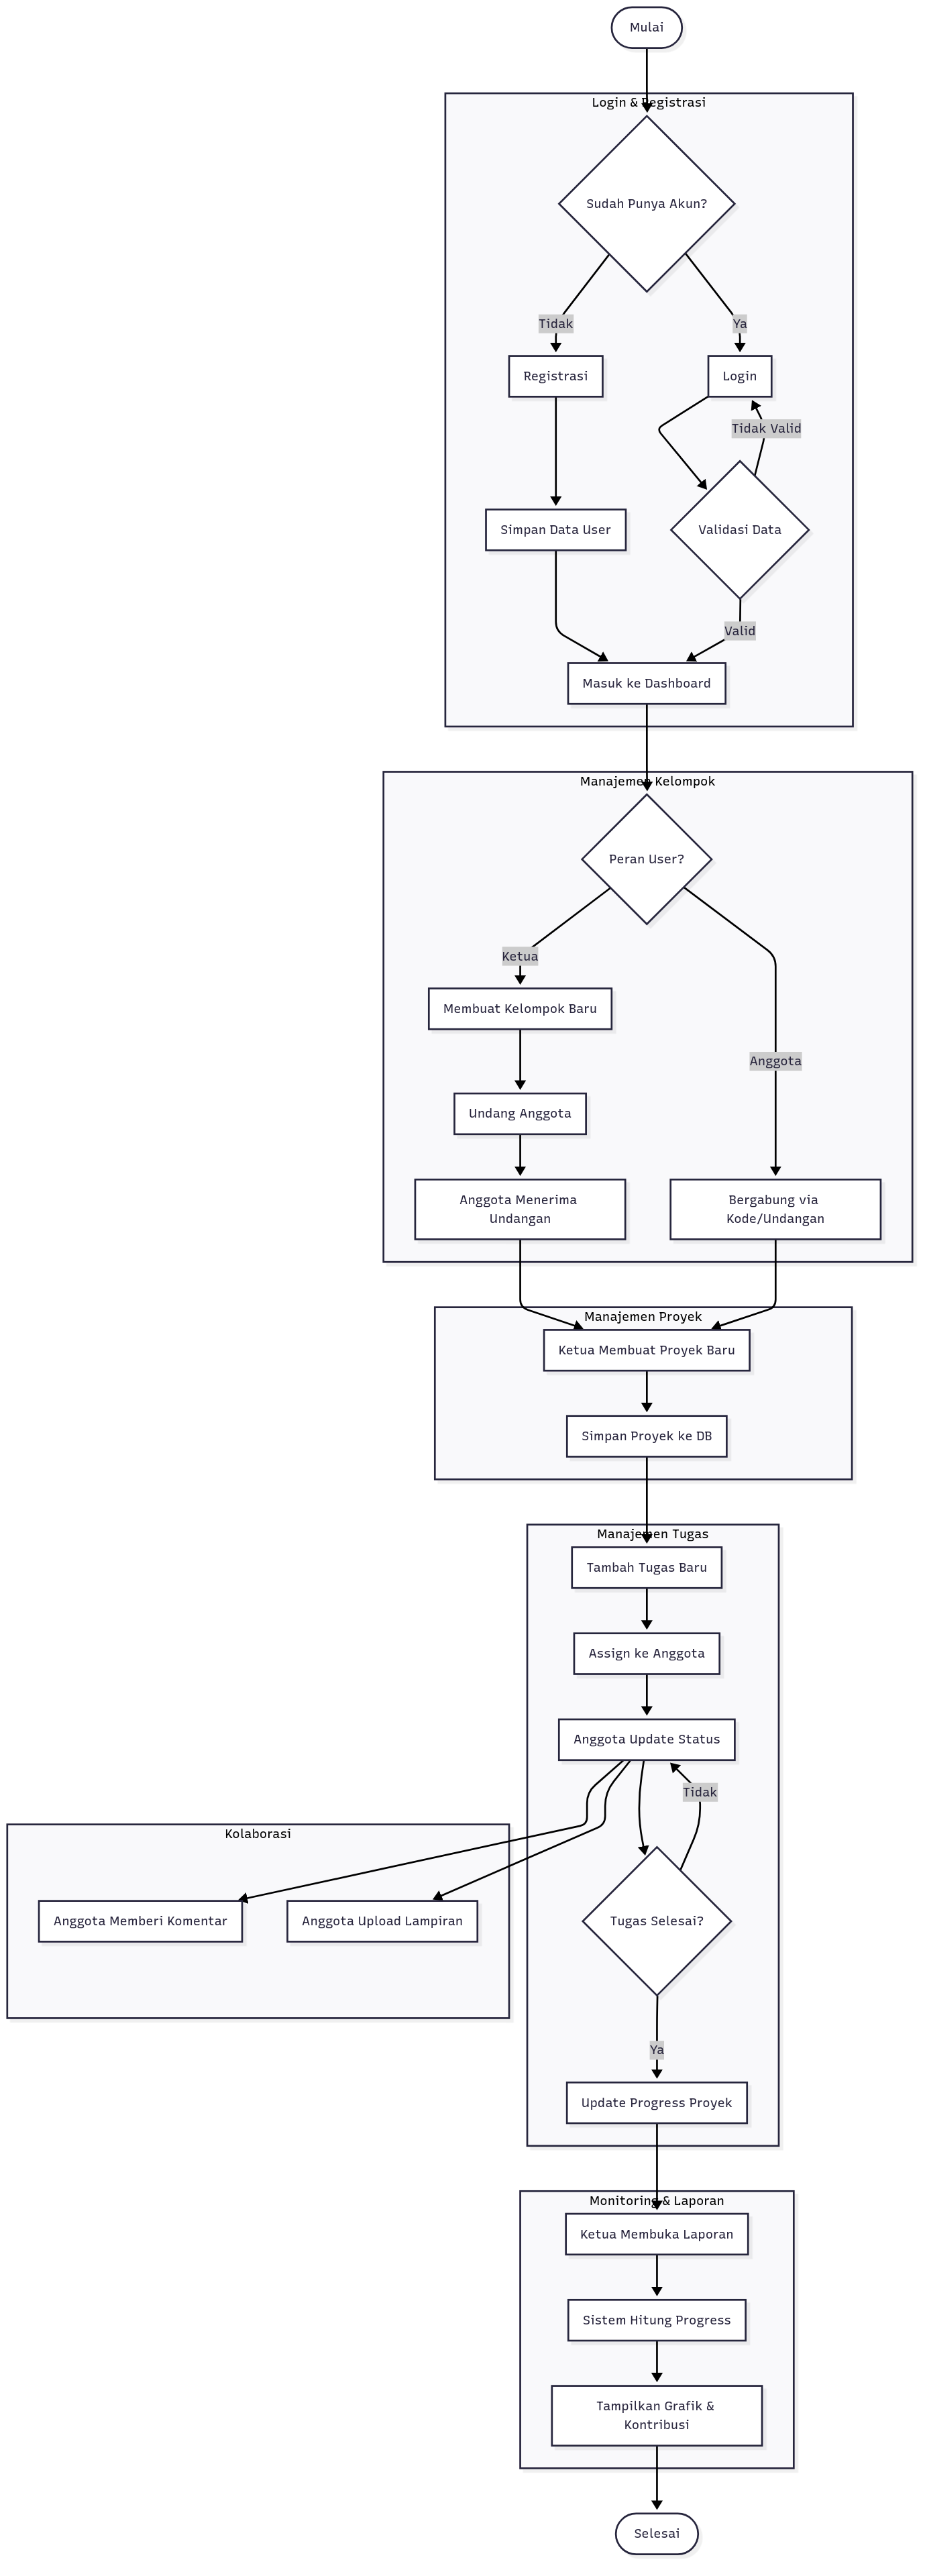 Mulai
Login & Registrasi
Sudah Punya Akun?
Tidak
Ya
Registrasi
Login
Tidak Valid
Simpan Data User
Validasi Data
Valid
Masuk ke Dashboard
Manajemen Kelompok
Peran User?
Ketua
Membuat Kelompok Baru
Anggota
Undang Anggota
Anggota Menerima
Undangan
Bergabung via
Kode/Undangan
Manajemen Proyek
Ketua Membuat Proyek Baru
Simpan Proyek ke DB
Manajemen Tugas
Tambah Tugas Baru
Assign ke Anggota
Anggota Update Status
Tidak
Kolaborasi
Anggota Memberi Komentar
Anggota Upload Lampiran
Tugas Selesai?
Ya
Update Progress Proyek
Monitoring & Laporan
Ketua Membuka Laporan
Sistem Hitung Progress
Tampilkan Grafik &
Kontribusi
Selesai